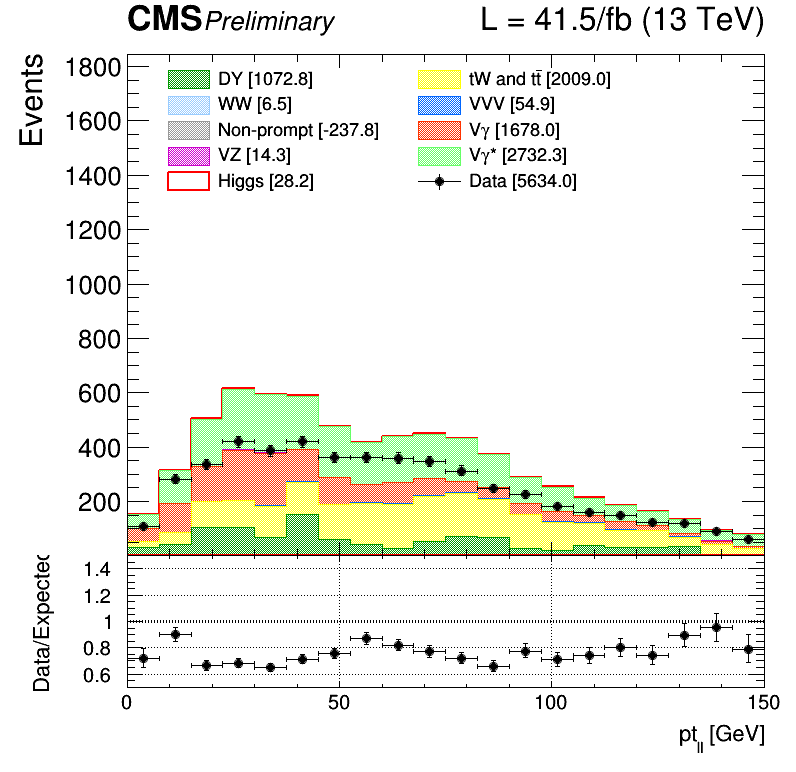 CMS Preliminary L = 41.5/fb (13 TeV)
Events
1800
1600
1400
1200
1000
800
600
400
200
DY [1072.8]
WW [6.5]
Non-prompt [-237.8]
VZ [14.3]
Higgs [28.2]
tW and tt̄ [2009.0]
VVV [54.9]
Vγ [1678.0]
Vγ* [2732.3]
Data [5634.0]
Data/Expected
1.4
1.2
1
0.8
0.6
0 50 100 150
pt_ll [GeV]